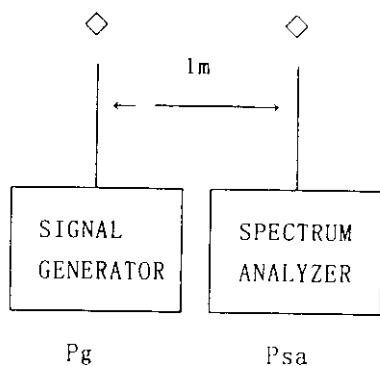 1m
SIGNAL
GENERATOR
SPECTRUM
ANALYZER
Pg
Psa